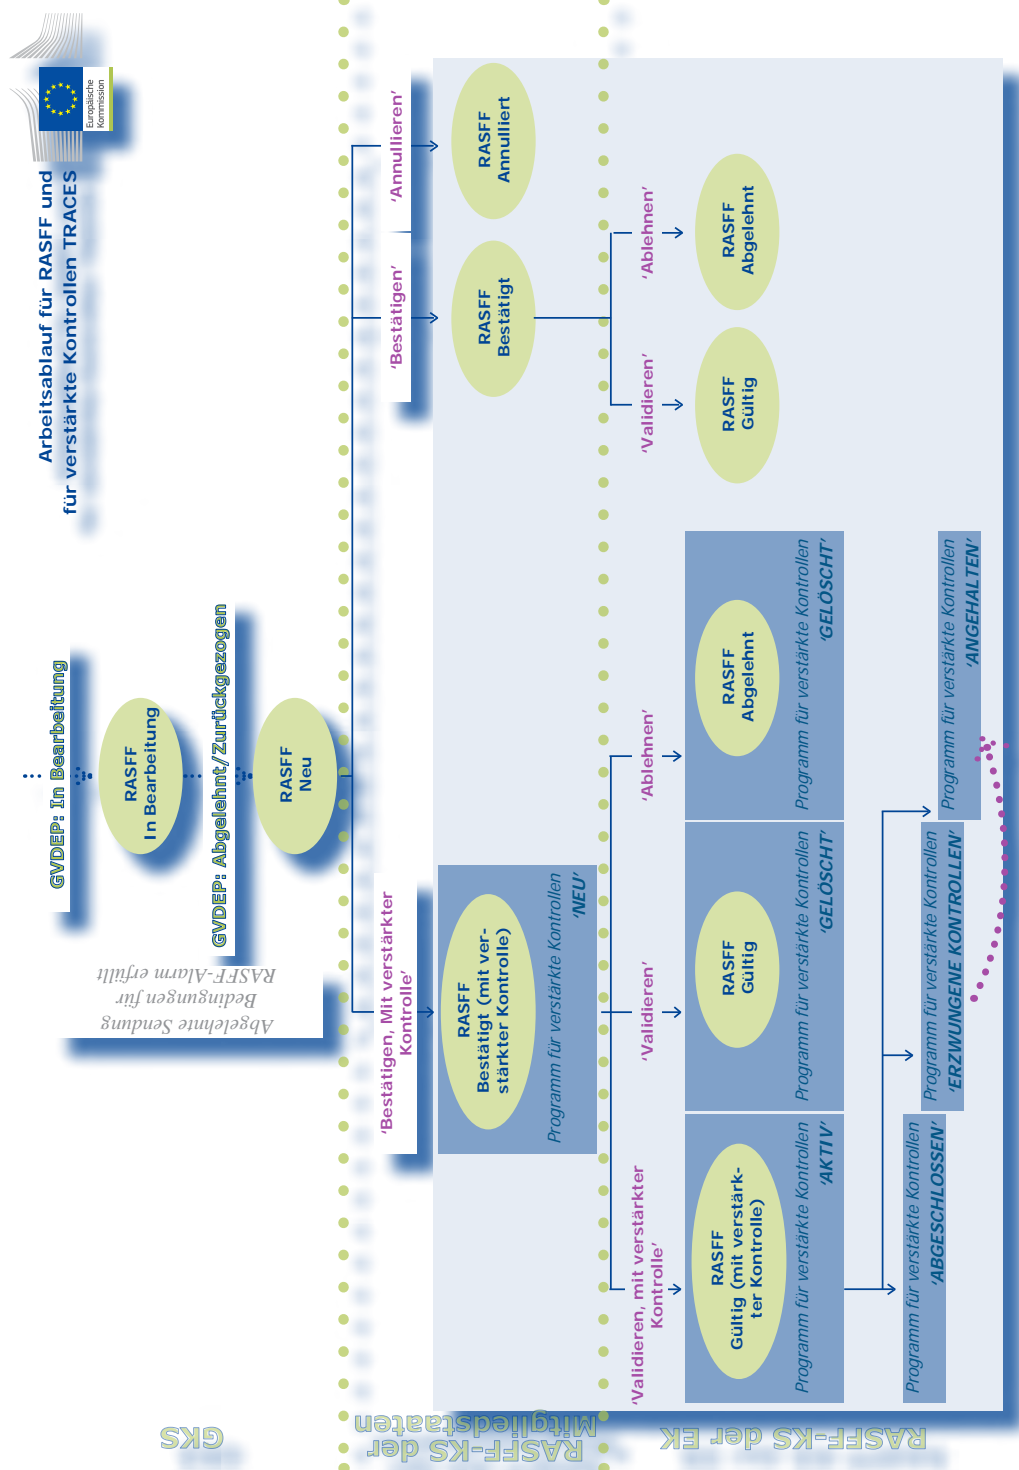 Europäische
Kommission
Arbeitsablauf für RASFF und
für verstärkte Kontrollen TRACES
GVDEP: In Bearbeitung
RASFF
In Bearbeitung
GVDEP: Abgelehnt/Zurückgezogen
RASFF
Neu
Abgelehnte Sendung
Bedingungen für
RASFF-Alarm erfüllt
GKS
‘Bestätigen, Mit verstärkter
Kontrolle’
‘Bestätigen’
‘Annullieren’
RASFF
Bestätigt (mit ver-
stärkter Kontrolle)
Programm für verstärkte Kontrollen
‘NEU’
RASFF
Bestätigt
RASFF
Annulliert
RASFF-KS der
Mitgliedstaaten
‘Validieren, mit verstärkter
Kontrolle’
‘Validieren’
‘Ablehnen’
‘Validieren’
‘Ablehnen’
RASFF
Gültig (mit verstärk-
ter Kontrolle)
Programm für verstärkte Kontrollen
‘AKTIV’
RASFF
Gültig
Programm für verstärkte Kontrollen
‘GELÖSCHT’
RASFF
Abgelehnt
Programm für verstärkte Kontrollen
‘GELÖSCHT’
RASFF
Gültig
RASFF
Abgelehnt
Programm für verstärkte Kontrollen
‘ABGESCHLOSSEN’
Programm für verstärkte Kontrollen
‘ERZWUNGENE KONTROLLEN’
Programm für verstärkte Kontrollen
‘ANGEHALTEN’
RASFF-KS der EK